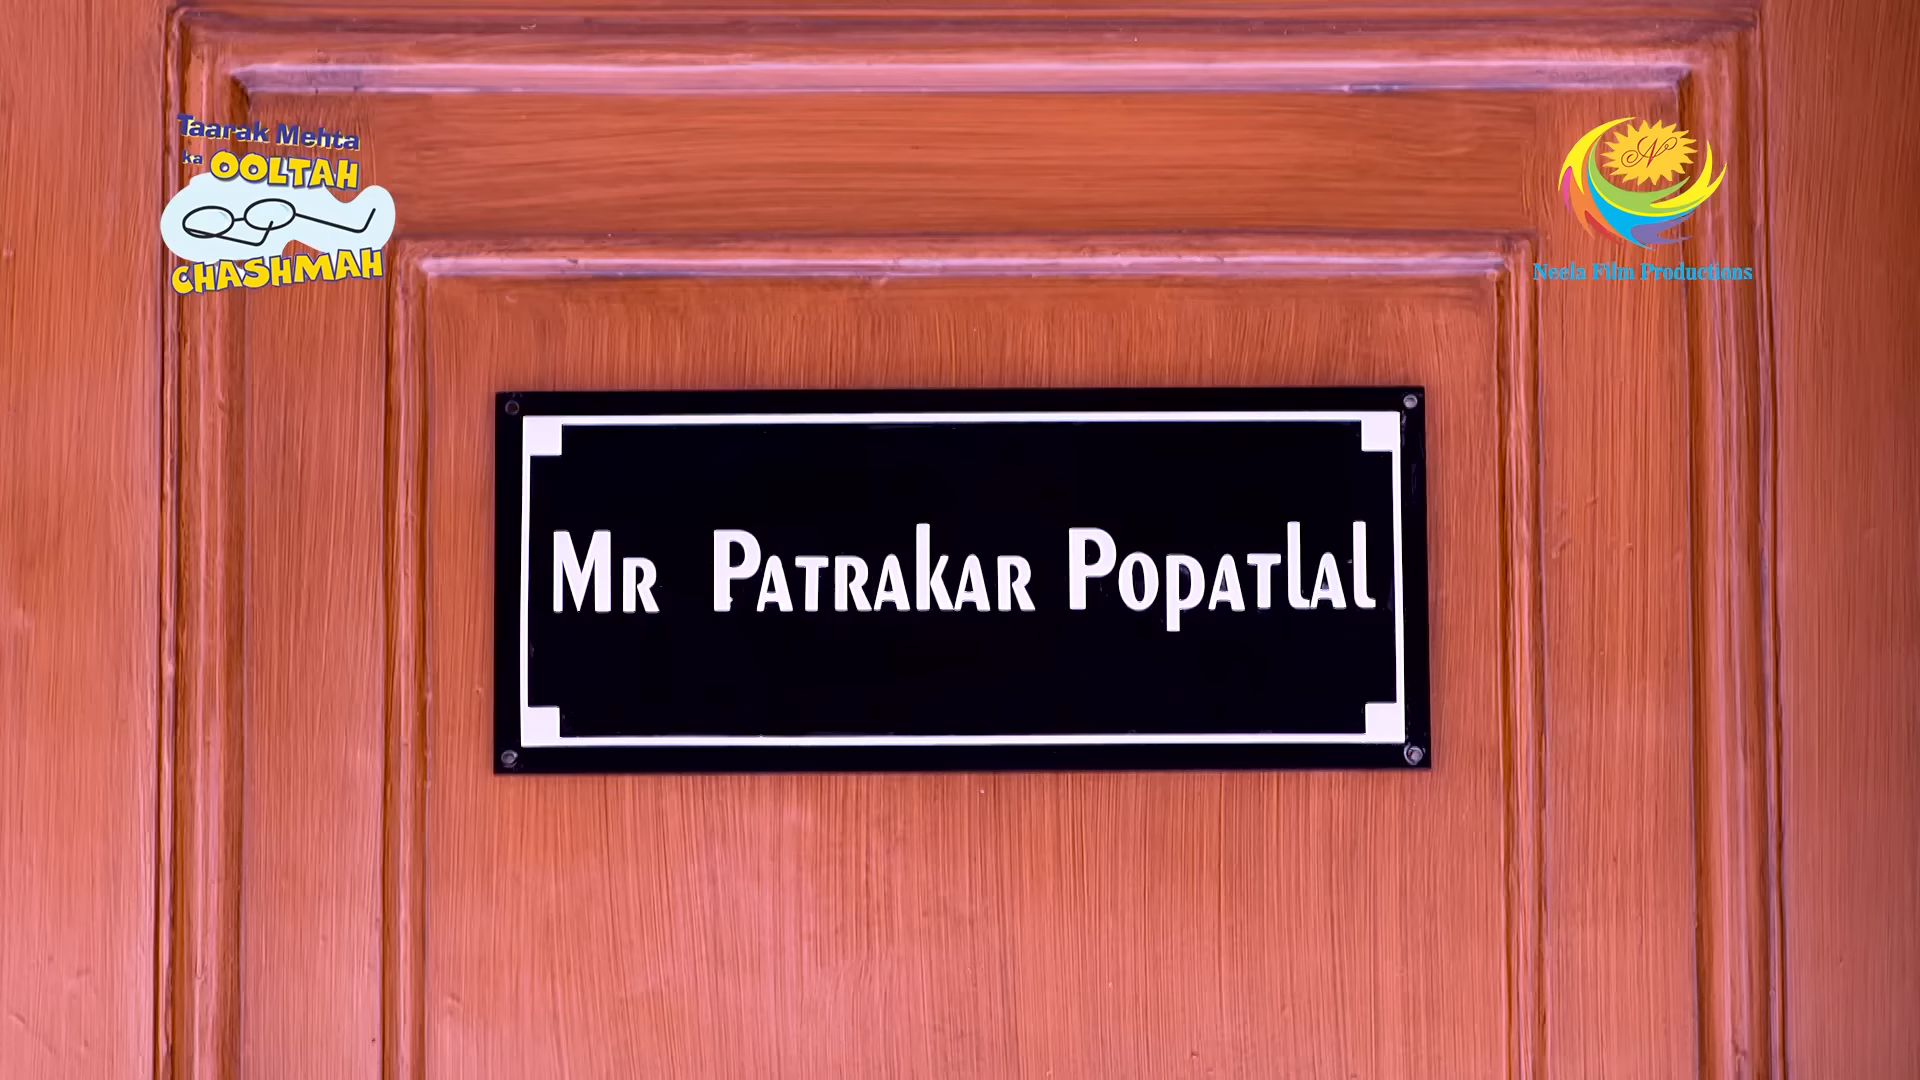 Taarak Mehta
ka OOLTAH
CHASHMAH
N
Neela Film Productions
Mr Patrakar Popatlal